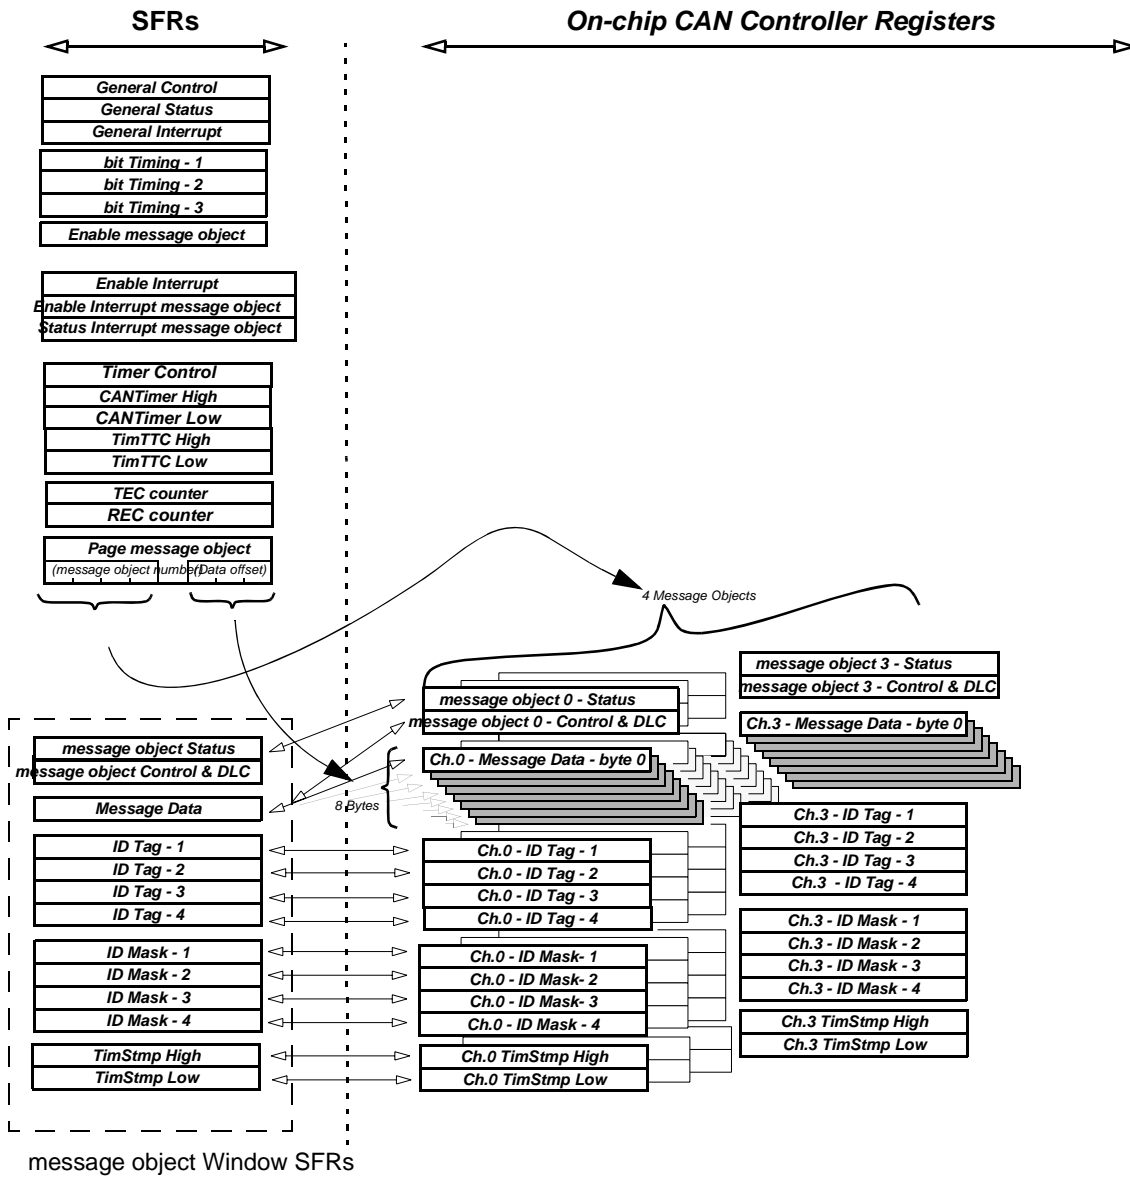 SFRs
On-chip CAN Controller Registers
General Control
General Status
General Interrupt
bit Timing - 1
bit Timing - 2
bit Timing - 3
Enable message object
Enable Interrupt
Enable Interrupt message object
Status Interrupt message object
Timer Control
CANTimer High
CANTimer Low
TimTTC High
TimTTC Low
TEC counter
REC counter
Page message object
(message object number)
(Data offset)
4 Message Objects
message object 0 - Status
message object 0 - Control & DLC
Ch.0 - Message Data - byte 0
8 Bytes
Ch.0 - ID Tag - 1
Ch.0 - ID Tag - 2
Ch.0 - ID Tag - 3
Ch.0 - ID Tag - 4
Ch.0 - ID Mask- 1
Ch.0 - ID Mask- 2
Ch.0 - ID Mask- 3
Ch.0 - ID Mask - 4
Ch.0 TimStmp High
Ch.0 TimStmp Low
message object 3 - Status
message object 3 - Control & DLC
Ch.3 - Message Data - byte 0
Ch.3 - ID Tag - 1
Ch.3 - ID Tag - 2
Ch.3 - ID Tag - 3
Ch.3 - ID Tag - 4
Ch.3 - ID Mask - 1
Ch.3 - ID Mask - 2
Ch.3 - ID Mask - 3
Ch.3 - ID Mask - 4
Ch.3 TimStmp High
Ch.3 TimStmp Low
message object Status
message object Control & DLC
Message Data
ID Tag - 1
ID Tag - 2
ID Tag - 3
ID Tag - 4
ID Mask - 1
ID Mask - 2
ID Mask - 3
ID Mask - 4
TimStmp High
TimStmp Low
message object Window SFRs